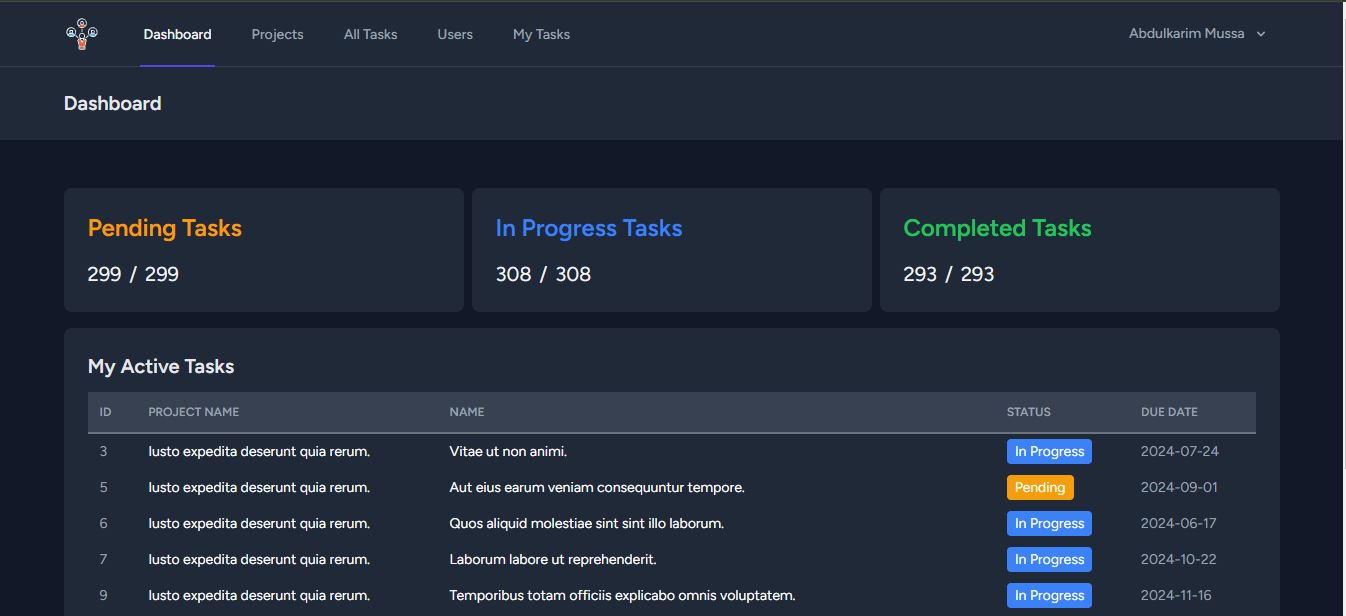 Dashboard Projects All Tasks Users My Tasks Abdulkarim Mussa
Dashboard
Pending Tasks In Progress Tasks Completed Tasks
299 / 299 308 / 308 293 / 293
My Active Tasks
ID PROJECT NAME NAME STATUS DUE DATE
3 Iusto expedita deserunt quia rerum. Vitae ut non animi. In Progress 2024-07-24
5 Iusto expedita deserunt quia rerum. Aut eius earum veniam consequuntur tempore. Pending 2024-09-01
6 Iusto expedita deserunt quia rerum. Quos aliquid molestiae sint sint illo laborum. In Progress 2024-06-17
7 Iusto expedita deserunt quia rerum. Laborum labore ut reprehenderit. In Progress 2024-10-22
9 Iusto expedita deserunt quia rerum. Temporibus totam officiis explicabo omnis voluptatem. In Progress 2024-11-16